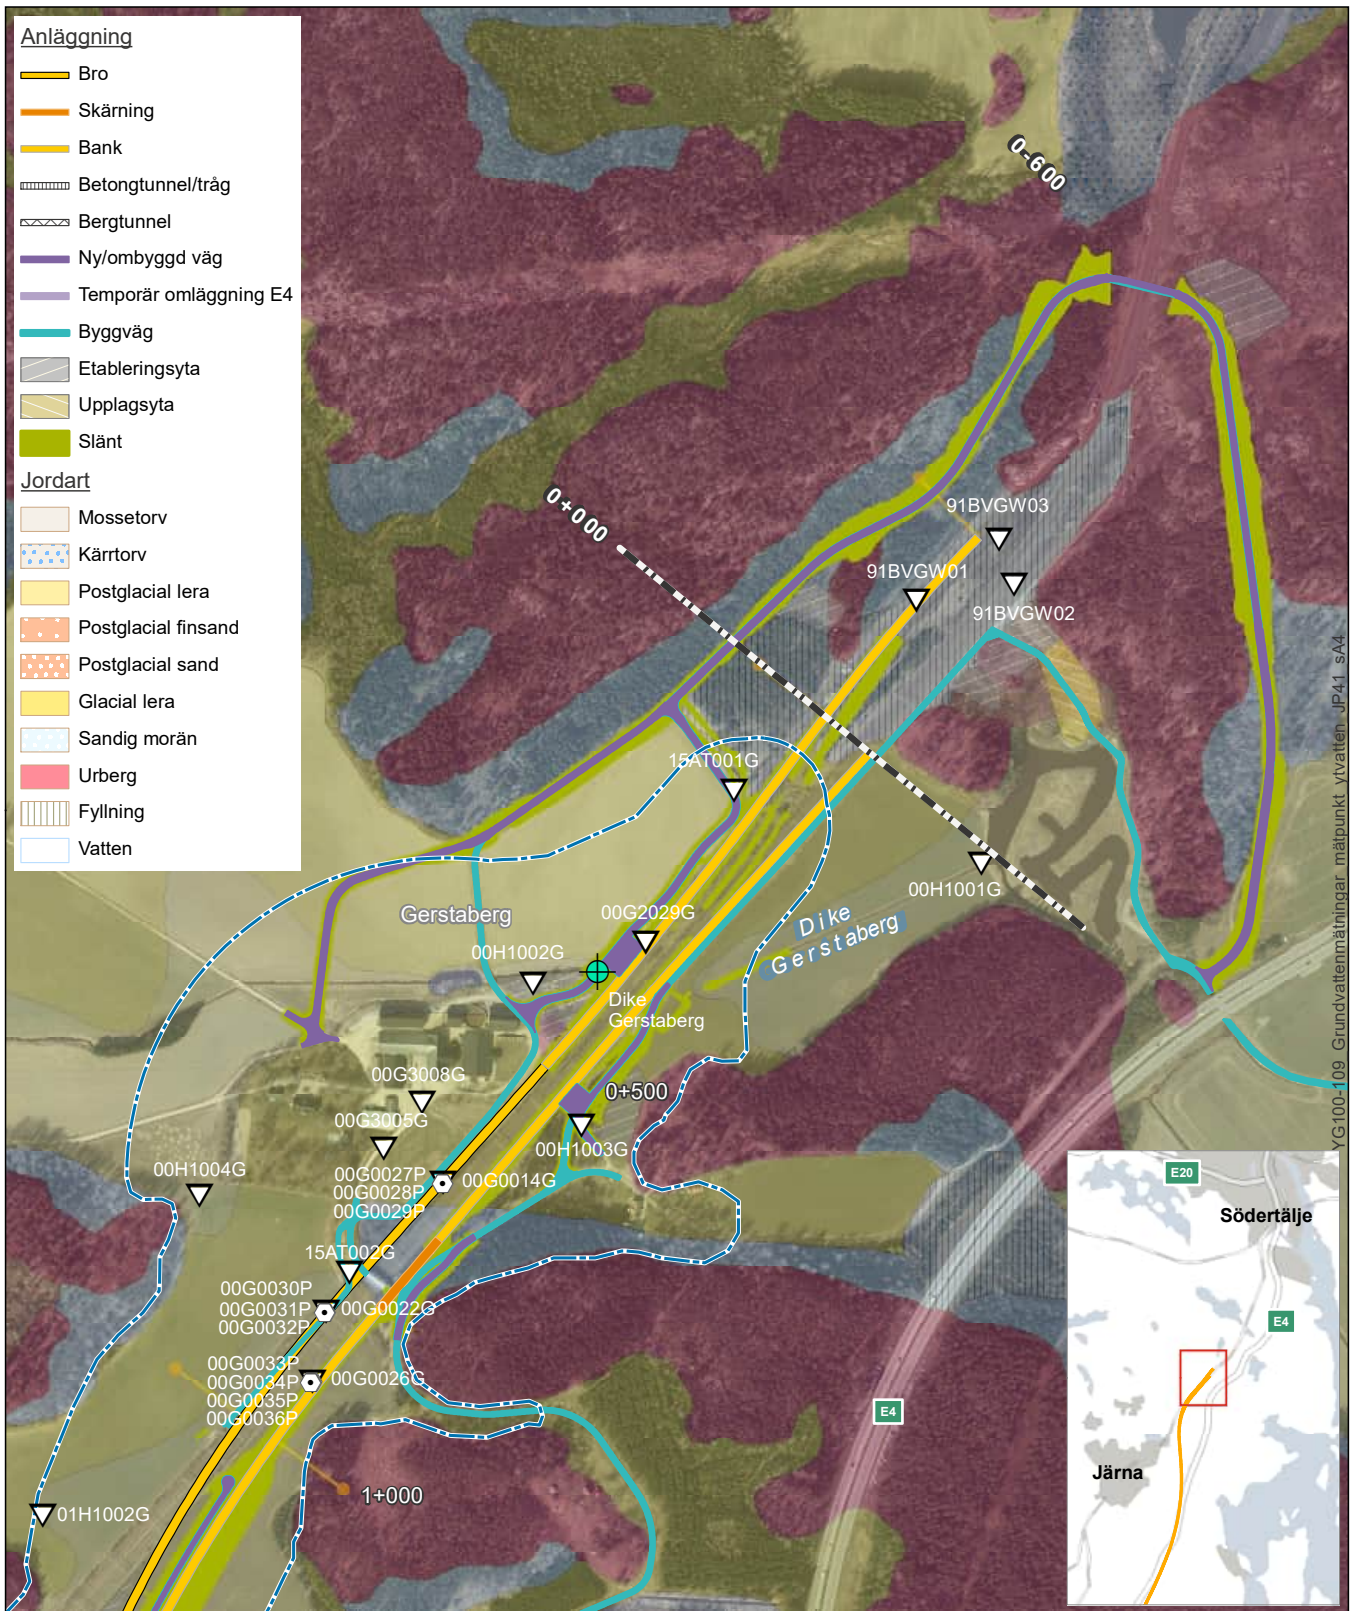 Anläggning
Bro
Skärning
Bank
Betongtunnel/tråg
Bergtunnel
Ny/ombyggd väg
Temporär omläggning E4
Byggväg
Etableringsyta
Upplagsyta
Slänt
Jordart
Mossetorv
Kärrtorv
Postglacial lera
Postglacial finsand
Postglacial sand
Glacial lera
Sandig morän
Urberg
Fyllning
Vatten
0-600
0+000
91BVGW03
91BVGW01
91BVGW02
15AT001G
00H1001G
Gerstaberg
00G2029G
Dike
Gerstaberg
00H1002G
Dike
Gerstaberg
00G3008G
0+500
00G3005G
00H1003G
00H1004G
00G0027P
00G0028P
00G0029P
00G0014G
15AT002G
00G0030P
00G0031P
00G0032P
00G0022G
00G0033P
00G0034P
00G0035P
00G0036P
00G0026G
E4
1+000
01H1002G
YG100-109 Grundvattenmätningar mätpunkt ytvatten JP41 sA4
E20
Södertälje
E4
Järna